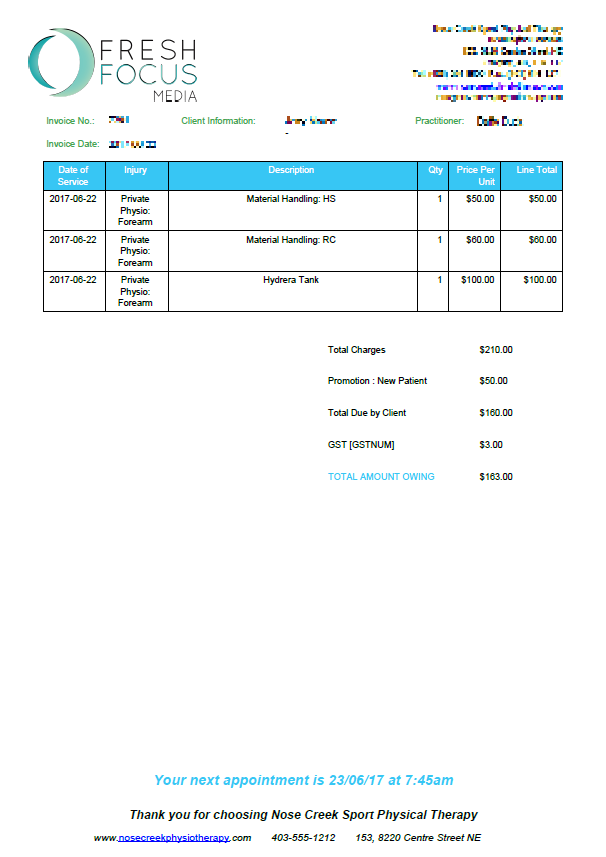 FRESH
FOCUS
MEDIA
Invoice No.: Client Information: Practitioner:
-
Invoice Date:
Date of Service Injury Description Qty Price Per Unit Line Total
2017-06-22 Private Physio: Forearm Material Handling: HS 1 $50.00 $50.00
2017-06-22 Private Physio: Forearm Material Handling: RC 1 $60.00 $60.00
2017-06-22 Private Physio: Forearm Hydrera Tank 1 $100.00 $100.00
Total Charges $210.00
Promotion : New Patient $50.00
Total Due by Client $160.00
GST [GSTNUM] $3.00
TOTAL AMOUNT OWING $163.00
Your next appointment is 23/06/17 at 7:45am
Thank you for choosing Nose Creek Sport Physical Therapy
www.nosecreekphysiotherapy.com 403-555-1212 153, 8220 Centre Street NE